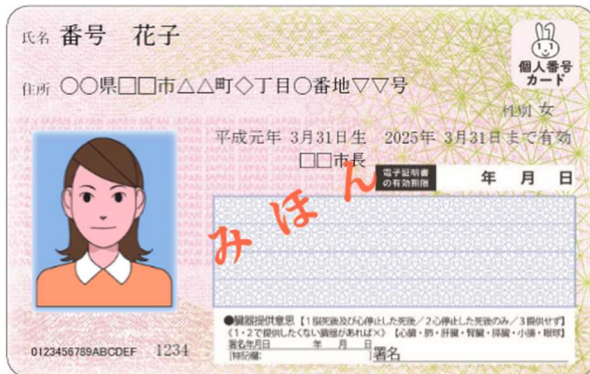 氏名 番号 花子
個人番号
カード
住所 ○○県□□市△△町◇丁目○番地▽▽号
性別 女
平成元年 3月31日生 2025年 3月31日まで有効
□□市長
電子証明書
の有効期限
年 月 日
みほん
●臓器提供意思【1脳死後及び心停止した死後/2心停止した死後のみ/3提供せず】
《1・2で提供したくない臓器があれば×》【心臓・肺・肝臓・腎臓・膵臓・小腸・眼球】
署名年月日 年 月 日
[特記欄: ]署名
0123456789ABCDEF 1234